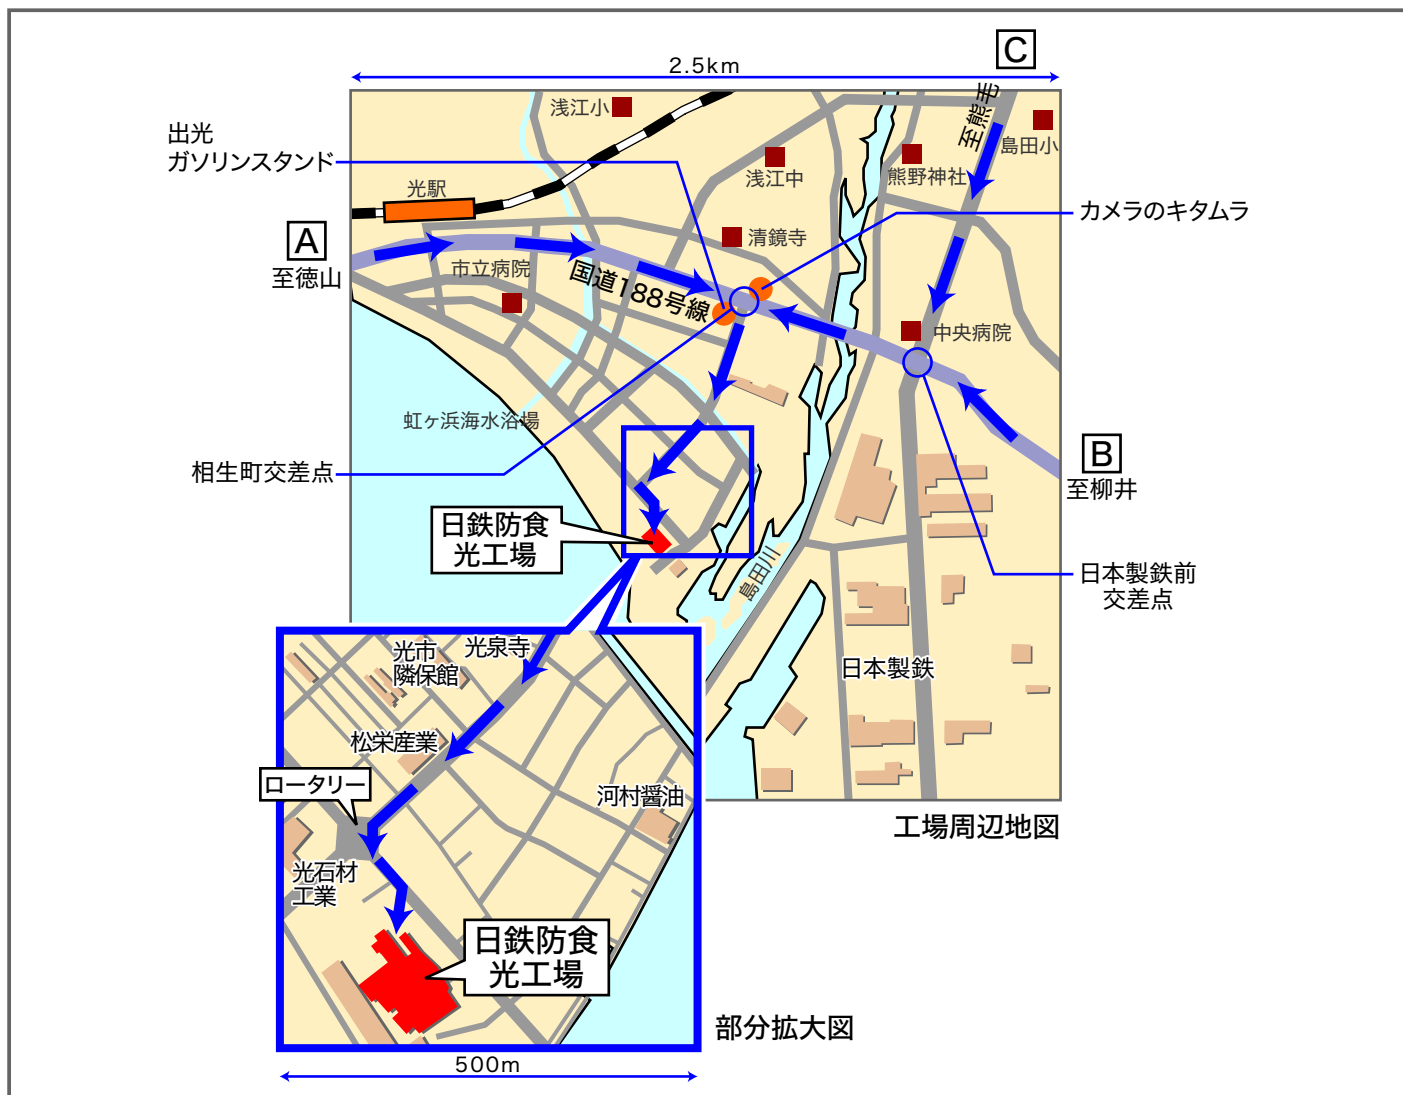 C
2.5km
浅江小
出光
ガソリンスタンド
至熊毛
島田小
浅江中
熊野神社
光駅
カメラのキタムラ
A
至徳山
清鏡寺
市立病院
国道188号線
中央病院
虹ヶ浜海水浴場
相生町交差点
B
至柳井
日鉄防食
光工場
島田川
日本製鉄前
交差点
光市
隣保館
光泉寺
日本製鉄
松栄産業
ロータリー
河村醤油
工場周辺地図
光石材
工業
日鉄防食
光工場
部分拡大図
500m